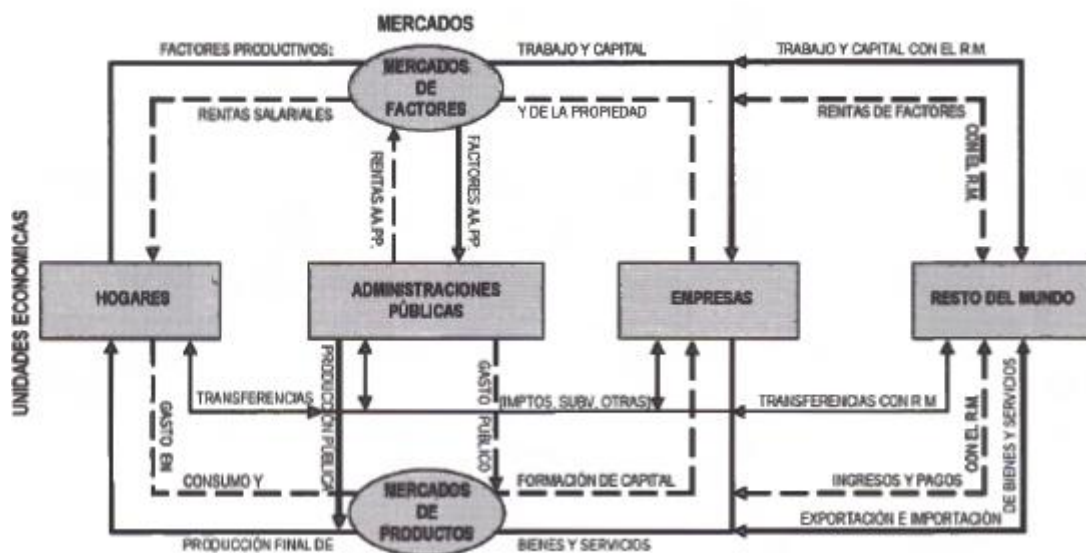 MERCADOS
FACTORES PRODUCTIVOS:
MERCADOS
DE
FACTORES
TRABAJO Y CAPITAL
TRABAJO Y CAPITAL CON EL R.M.
RENTAS SALARIALES
Y DE LA PROPIEDAD
RENTAS DE FACTORES
CON EL R.M.
RENTAS AA.PP.
FACTORES AA.PP.
UNIDADES ECONOMICAS
HOGARES
ADMINISTRACIONES
PÚBLICAS
EMPRESAS
RESTO DEL MUNDO
PRODUCCIÓN PUBLICA
GASTO PUBLICO
TRANSFERENCIAS
(IMPTOS, SUBV. OTRAS)
TRANSFERENCIAS CON R M
GASTO EN
CONSUMO Y
MERCADOS
DE
PRODUCTOS
FORMACIÓN DE CAPITAL
INGRESOS Y PAGOS
CON EL R.M.
DE BIENES Y SERVICIOS
EXPORTACIÓN E IMPORTACIÓN
PRODUCCIÓN FINAL DE
BIENES Y SERVICIOS